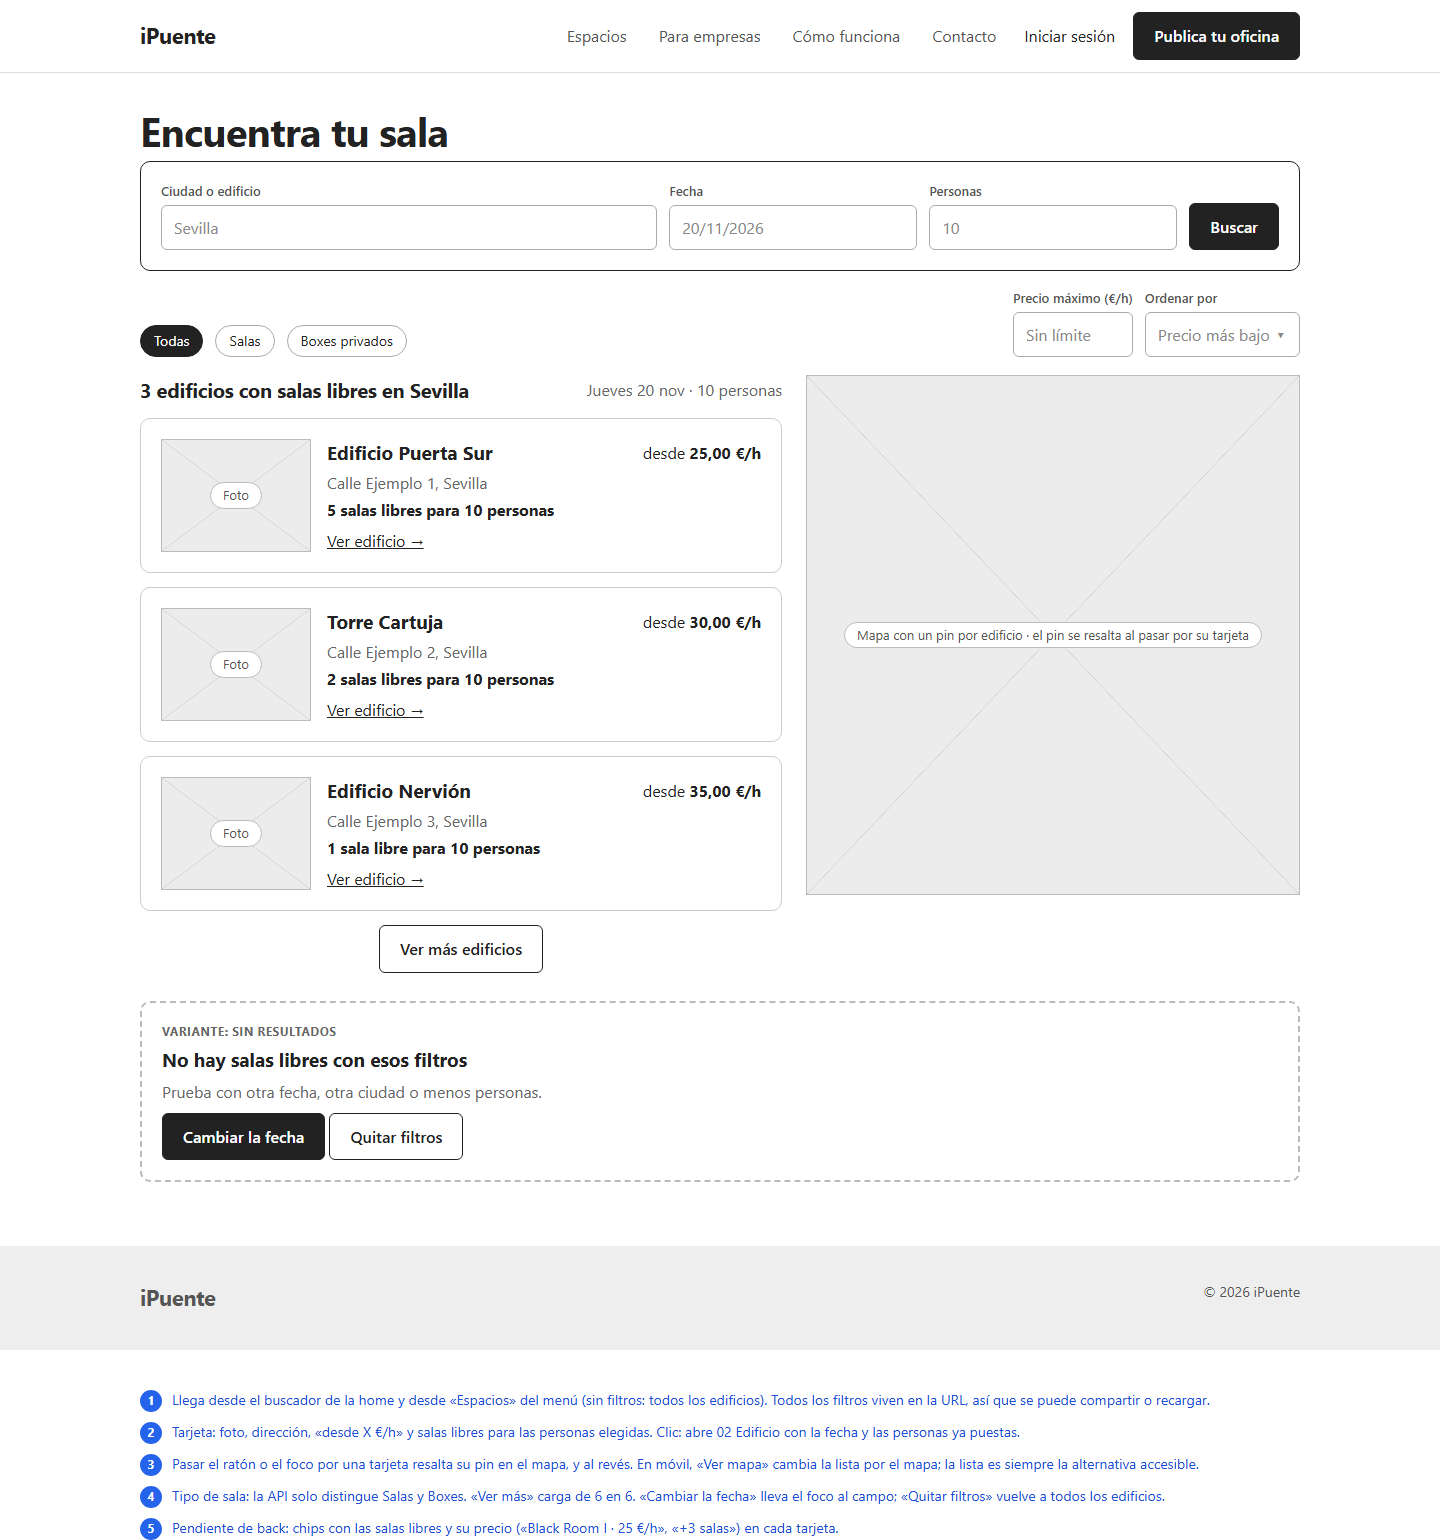 iPuente
Espacios
Para empresas
Cómo funciona
Contacto
Iniciar sesión
Publica tu oficina
Encuentra tu sala
Ciudad o edificio
Fecha
Personas
Sevilla
20/11/2026
10
Buscar
Precio máximo (€/h)
Ordenar por
Todas
Salas
Boxes privados
Sin límite
Precio más bajo ▼
3 edificios con salas libres en Sevilla
Jueves 20 nov · 10 personas
Foto
Edificio Puerta Sur
desde 25,00 €/h
Calle Ejemplo 1, Sevilla
5 salas libres para 10 personas
Ver edificio →
Foto
Torre Cartuja
desde 30,00 €/h
Calle Ejemplo 2, Sevilla
2 salas libres para 10 personas
Ver edificio →
Foto
Edificio Nervión
desde 35,00 €/h
Calle Ejemplo 3, Sevilla
1 sala libre para 10 personas
Ver edificio →
Mapa con un pin por edificio · el pin se resalta al pasar por su tarjeta
Ver más edificios
VARIANTE: SIN RESULTADOS
No hay salas libres con esos filtros
Prueba con otra fecha, otra ciudad o menos personas.
Cambiar la fecha
Quitar filtros
iPuente
© 2026 iPuente
1 Llega desde el buscador de la home y desde «Espacios» del menú (sin filtros: todos los edificios). Todos los filtros viven en la URL, así que se puede compartir o recargar.
2 Tarjeta: foto, dirección, «desde X €/h» y salas libres para las personas elegidas. Clic: abre 02 Edificio con la fecha y las personas ya puestas.
3 Pasar el ratón o el foco por una tarjeta resalta su pin en el mapa, y al revés. En móvil, «Ver mapa» cambia la lista por el mapa; la lista es siempre la alternativa accesible.
4 Tipo de sala: la API solo distingue Salas y Boxes. «Ver más» carga de 6 en 6. «Cambiar la fecha» lleva el foco al campo; «Quitar filtros» vuelve a todos los edificios.
5 Pendiente de back: chips con las salas libres y su precio («Black Room I · 25 €/h», «+3 salas») en cada tarjeta.